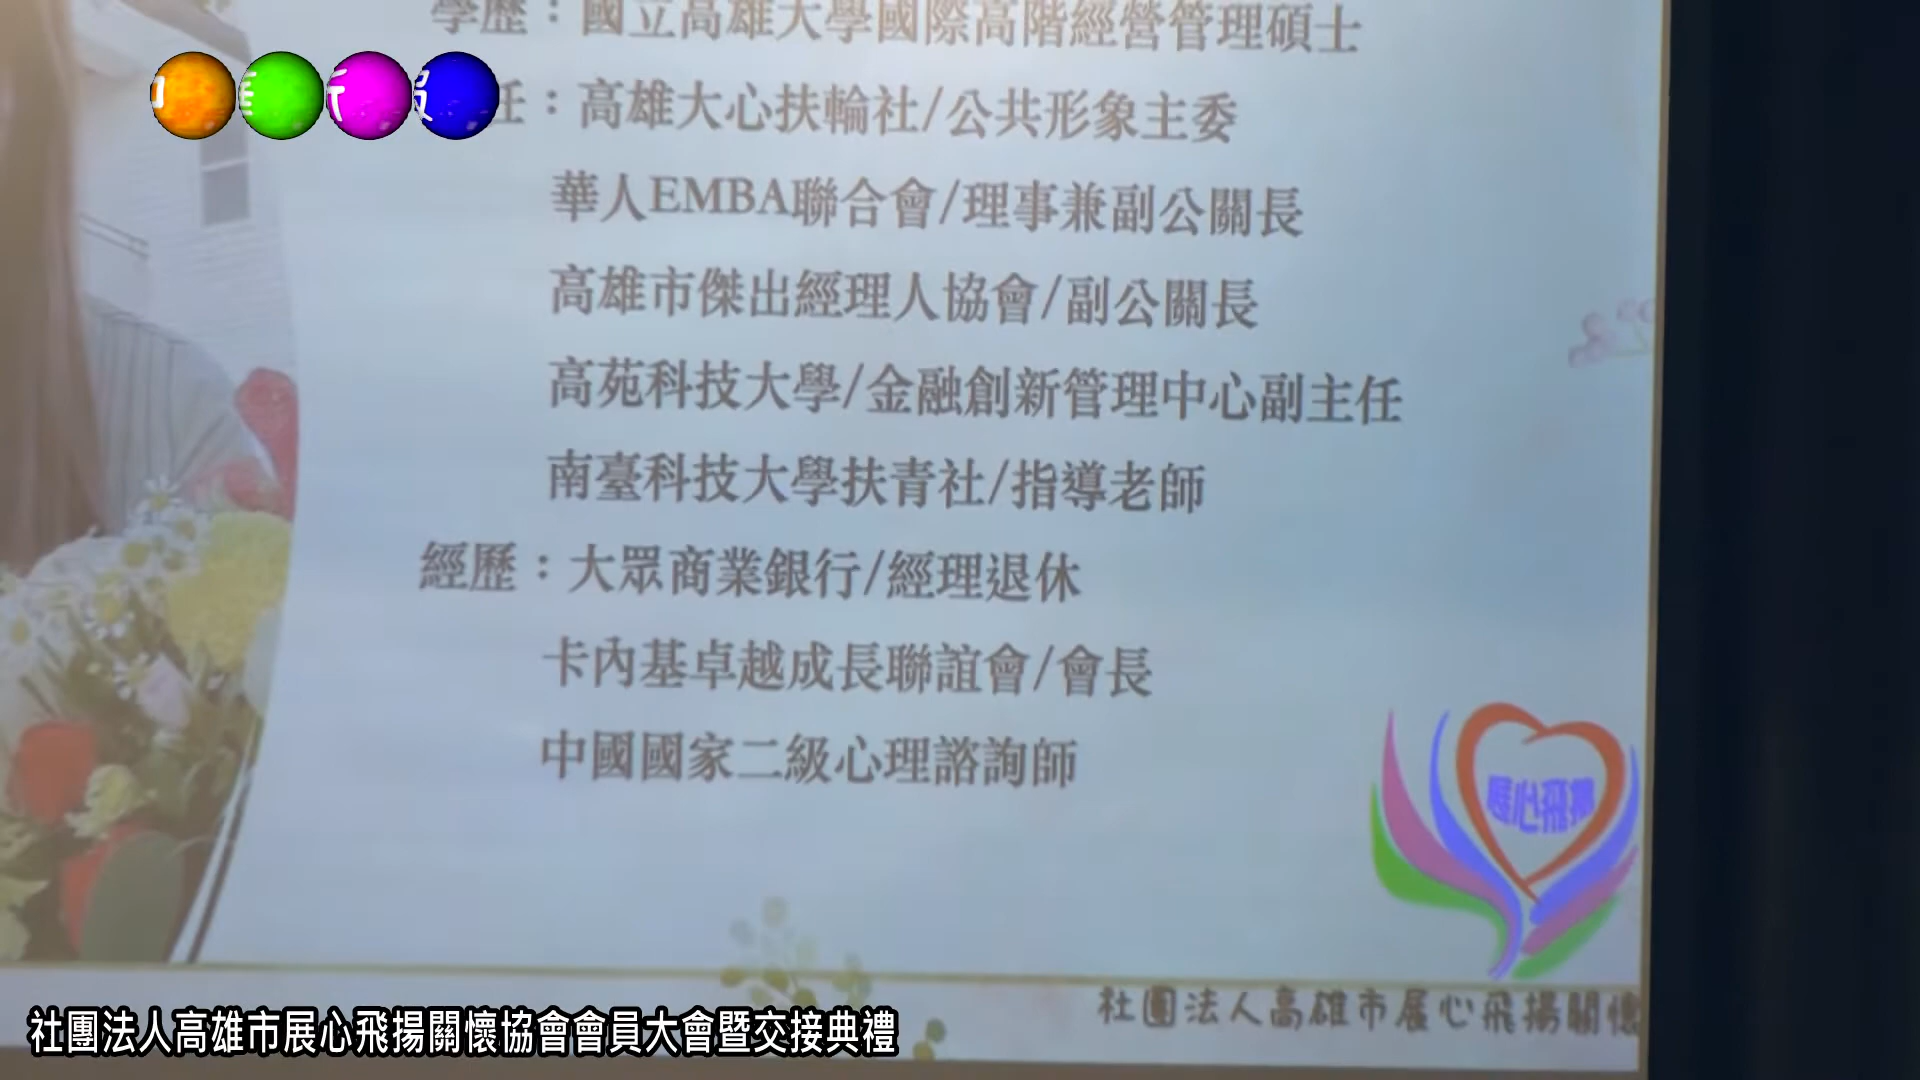 學歷：國立高雄大學國際高階經營管理碩士
任：高雄大心扶輪社/公共形象主委
華人EMBA聯合會/理事兼副公關長
高雄市傑出經理人協會/副公關長
高苑科技大學/金融創新管理中心副主任
南臺科技大學扶青社/指導老師
經歷：大眾商業銀行/經理退休
卡內基卓越成長聯誼會/會長
中國國家二級心理諮詢師
展心飛揚
社團法人高雄市展心飛揚關懷
社團法人高雄市展心飛揚關懷協會會員大會暨交接典禮